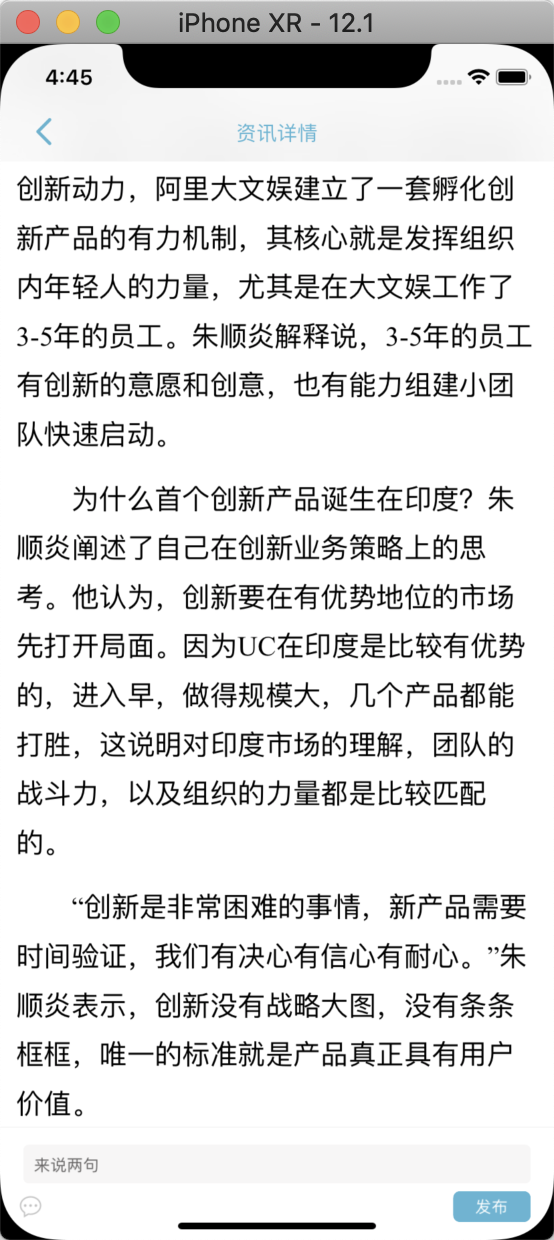 iPhone XR - 12.1
4:45
资讯详情
创新动力，阿里大文娱建立了一套孵化创
新产品的有力机制，其核心就是发挥组织
内年轻人的力量，尤其是在大文娱工作了
3-5年的员工。朱顺炎解释说，3-5年的员工
有创新的意愿和创意，也有能力组建小团
队快速启动。
为什么首个创新产品诞生在印度？朱
顺炎阐述了自己在创新业务策略上的思
考。他认为，创新要在有优势地位的市场
先打开局面。因为UC在印度是比较有优势
的，进入早，做得规模大，几个产品都能
打胜，这说明对印度市场的理解，团队的
战斗力，以及组织的力量都是比较匹配
的。
“创新是非常困难的事情，新产品需要
时间验证，我们有决心有信心有耐心。”朱
顺炎表示，创新没有战略大图，没有条条
框框，唯一的标准就是产品真正具有用户
价值。
来说两句
发布